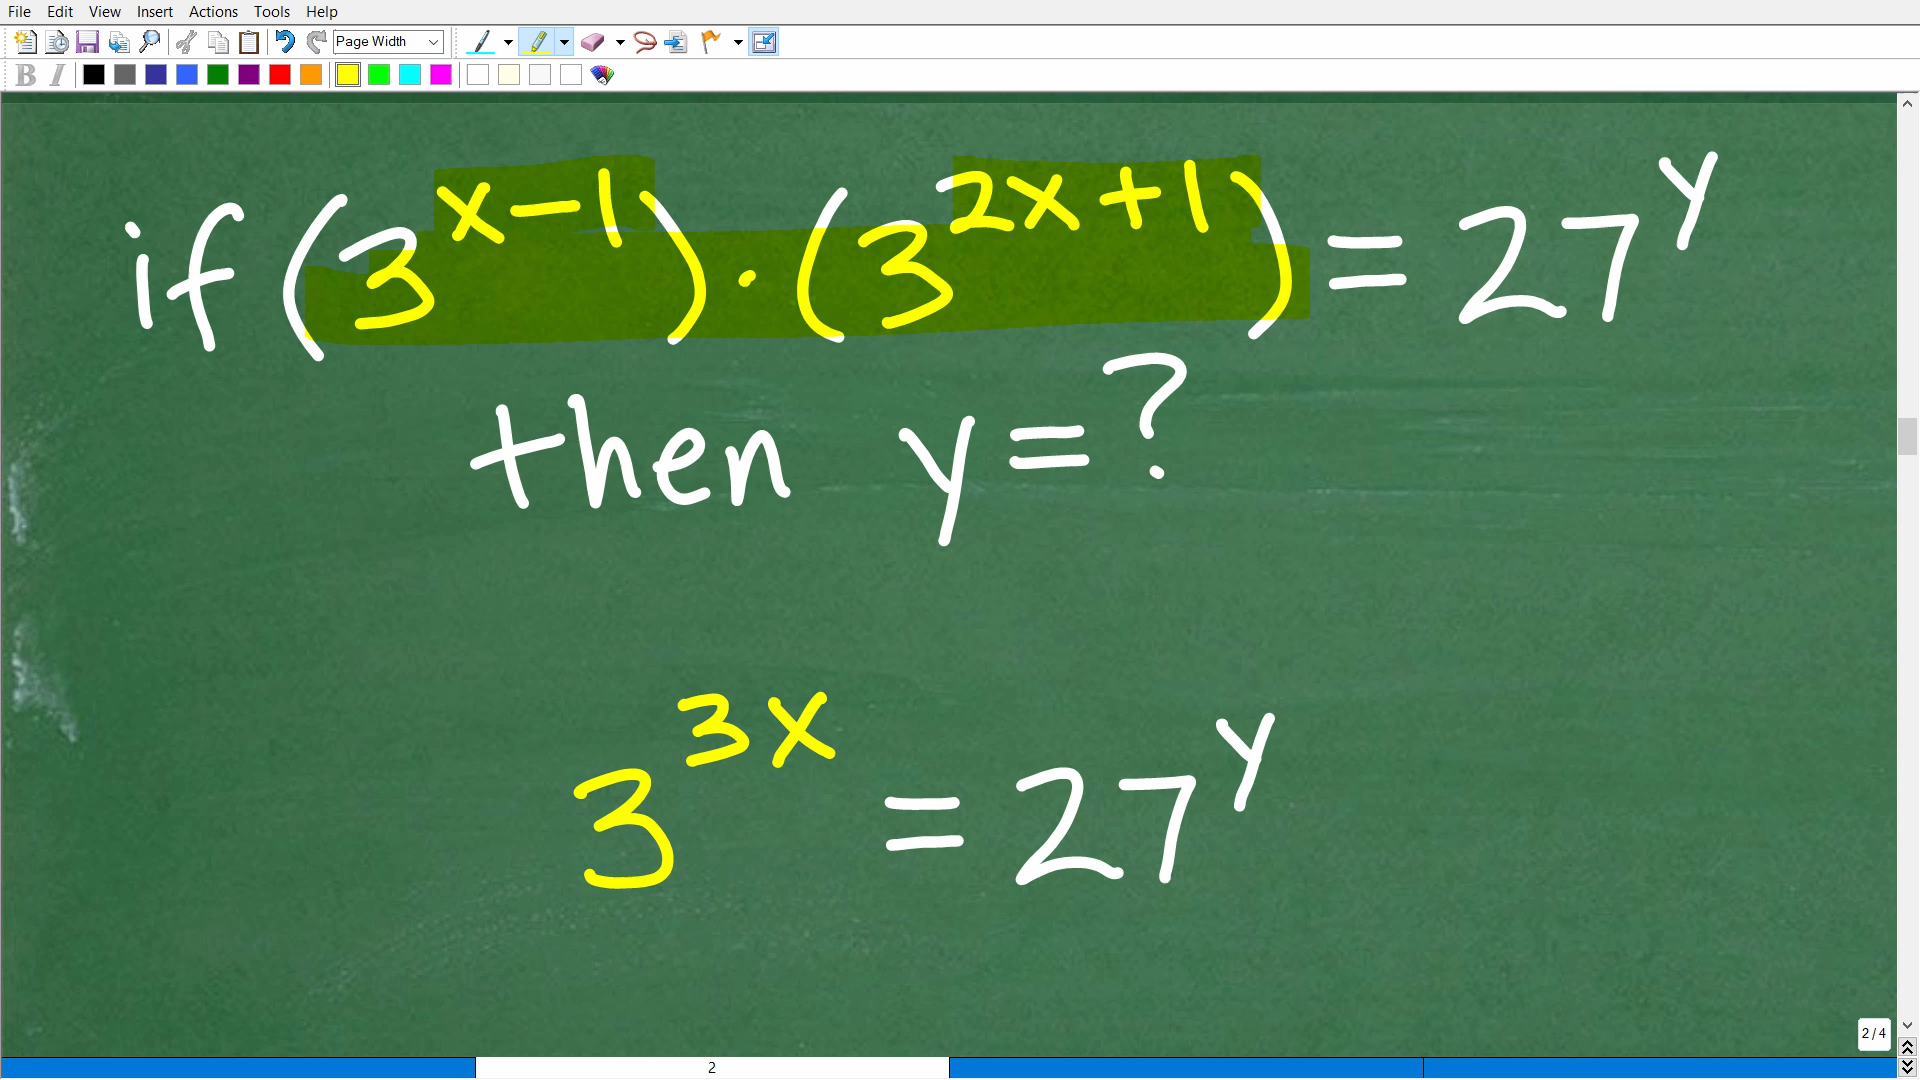 File Edit View Insert Actions Tools Help
Page Width
B I
if (3^(x-1)) · (3^(2x+1)) = 27^y
then y = ?
3^(3x) = 27^y
2 / 4
2